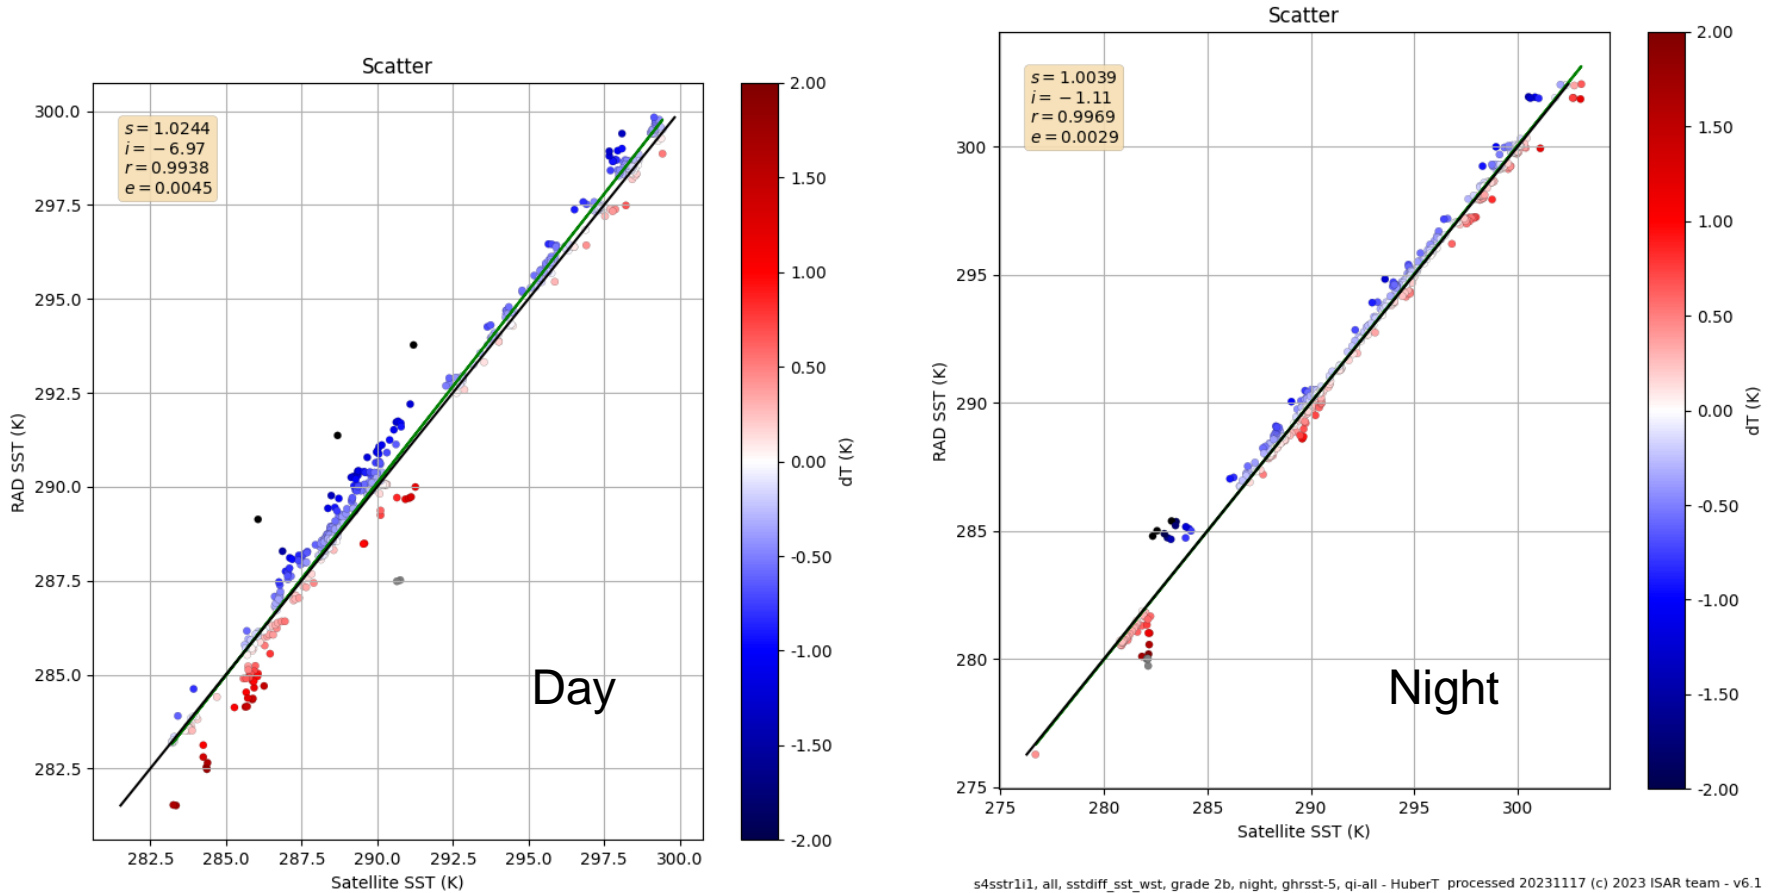 Scatter
s = 1.0244
i = −6.97
r = 0.9938
e = 0.0045
300.0
297.5
295.0
292.5
290.0
287.5
285.0
282.5
RAD SST (K)
282.5 285.0 287.5 290.0 292.5 295.0 297.5 300.0
Satellite SST (K)
Day
2.00
1.50
1.00
0.50
0.00
-0.50
-1.00
-1.50
-2.00
dT (K)
Scatter
s = 1.0039
i = −1.11
r = 0.9969
e = 0.0029
300
295
290
285
280
275
RAD SST (K)
275 280 285 290 295 300
Satellite SST (K)
Night
2.00
1.50
1.00
0.50
0.00
-0.50
-1.00
-1.50
-2.00
dT (K)
s4sstr1i1, all, sstdiff_sst_wst, grade 2b, night, ghrsst-5, qi-all - HuberT processed 20231117 (c) 2023 ISAR team - v6.1